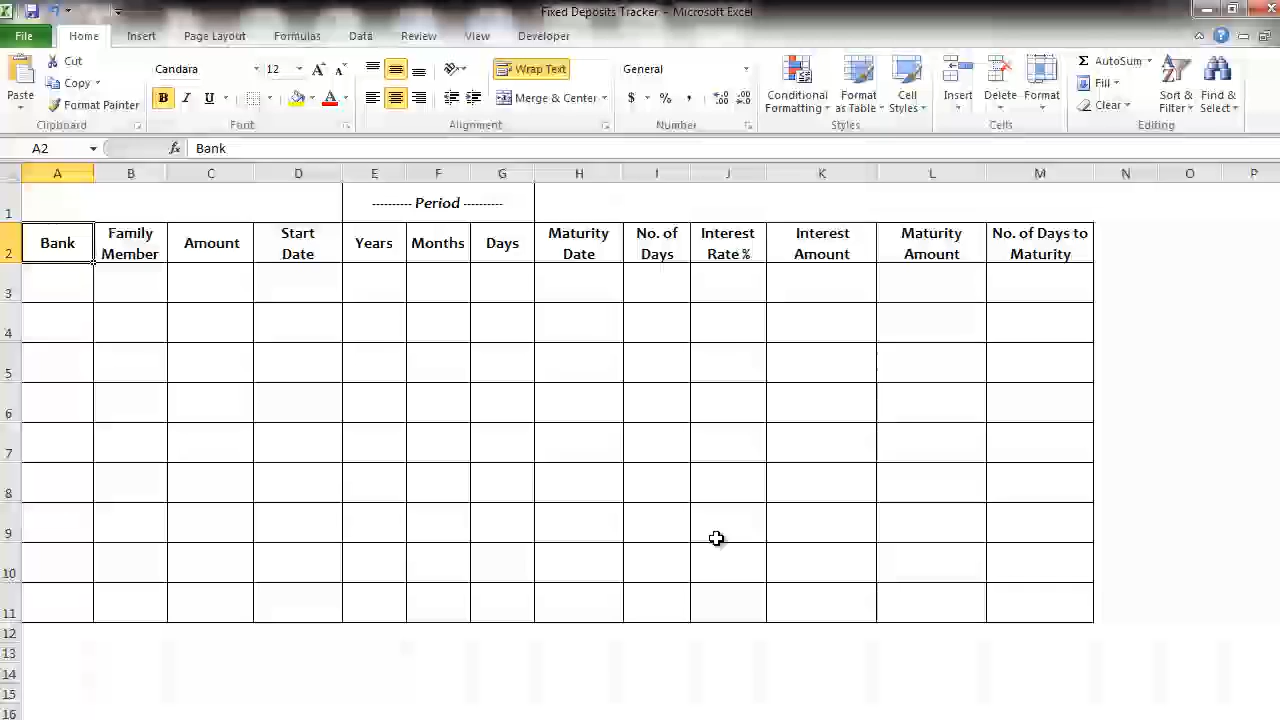 Fixed Deposits Tracker - Microsoft Excel
File Home Insert Page Layout Formulas Data Review View Developer
Cut
Copy
Format Painter
Paste
Clipboard
Candara 12
B I U
Font
Wrap Text
Merge & Center
Alignment
General
$ % ,
Number
Conditional Formatting
Format as Table
Cell Styles
Styles
Insert Delete Format
Cells
Σ AutoSum
Fill
Clear
Sort & Filter
Find & Select
Editing
A2 fx Bank
A B C D E F G H I J K L M N O P
1 ---------- Period ----------
2 Bank Family Member Amount Start Date Years Months Days Maturity Date No. of Days Interest Rate % Interest Amount Maturity Amount No. of Days to Maturity
3
4
5
6
7
8
9
10
11
12
13
14
15
16